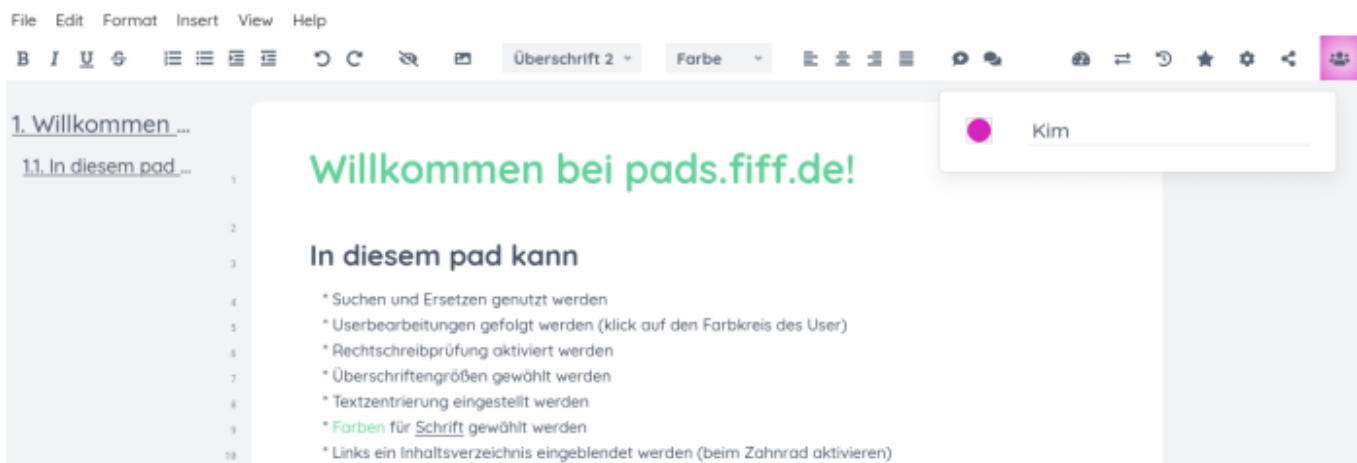 File Edit Format Insert View Help
B I U S Überschrift 2 Farbe
1. Willkommen ...
1.1. In diesem pad ...
Kim
1 Willkommen bei pads.fiff.de!
2
3 In diesem pad kann
4 * Suchen und Ersetzen genutzt werden
5 * Userbearbeitungen gefolgt werden (klick auf den Farbkreis des User)
6 * Rechtschreibprüfung aktiviert werden
7 * Überschriftengrößen gewählt werden
8 * Textzentrierung eingestellt werden
9 * Farben für Schrift gewählt werden
10 * Links ein Inhaltsverzeichnis eingeblendet werden (beim Zahnrad aktivieren)